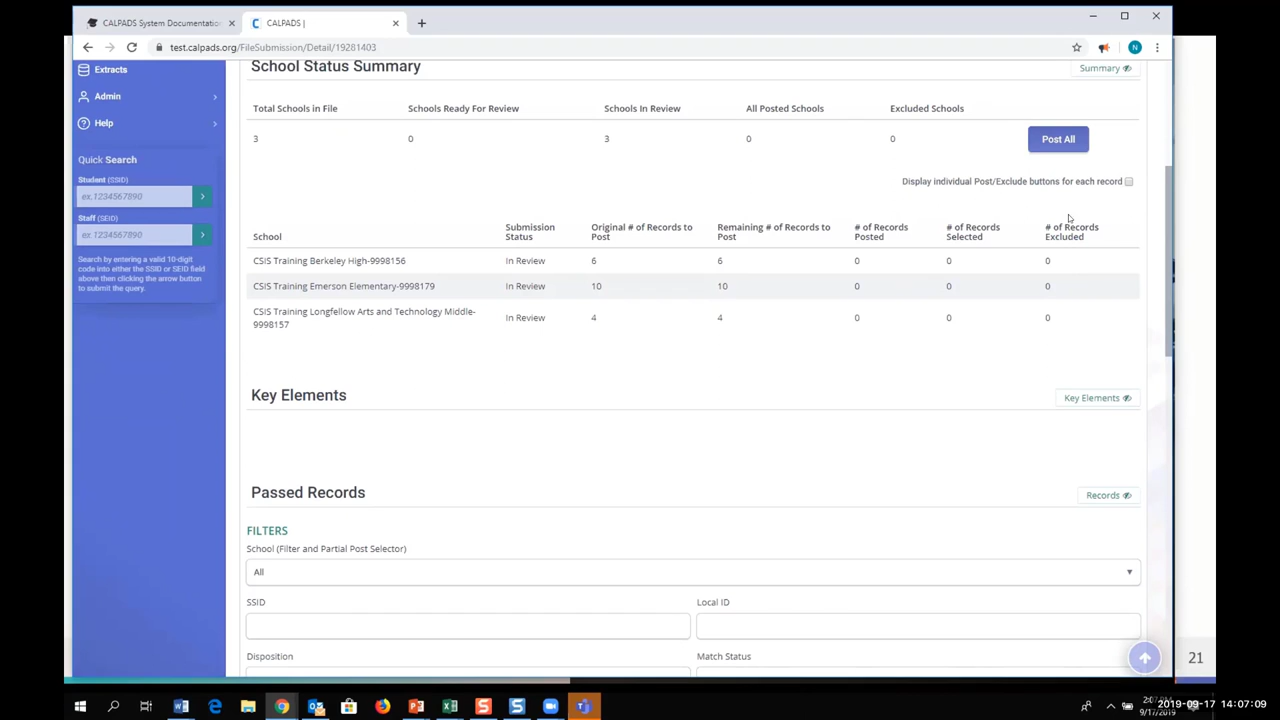 CALPADS System Documentation
CALPADS |
test.calpads.org/FileSubmission/Detail/19281403
N
Extracts
Admin
Help
Quick Search
Student (SSID)
ex.1234567890
Staff (SEID)
ex.1234567890
Search by entering a valid 10-digit
code into either the SSID or SEID field
above then clicking the arrow button
to submit the query.
School Status Summary
Summary
Total Schools in File Schools Ready For Review Schools In Review All Posted Schools Excluded Schools
3 0 3 0 0 Post All
Display individual Post/Exclude buttons for each record
School Submission Status Original # of Records to Post Remaining # of Records to Post # of Records Posted # of Records Selected # of Records Excluded
CSIS Training Berkeley High-9998156 In Review 6 6 0 0 0
CSIS Training Emerson Elementary-9998179 In Review 10 10 0 0 0
CSIS Training Longfellow Arts and Technology Middle-
9998157 In Review 4 4 0 0 0
Key Elements
Key Elements
Passed Records
Records
FILTERS
School (Filter and Partial Post Selector)
All
SSID Local ID
Disposition Match Status
21
2:07 PM
9/17/2019
2019-09-17 14:07:09